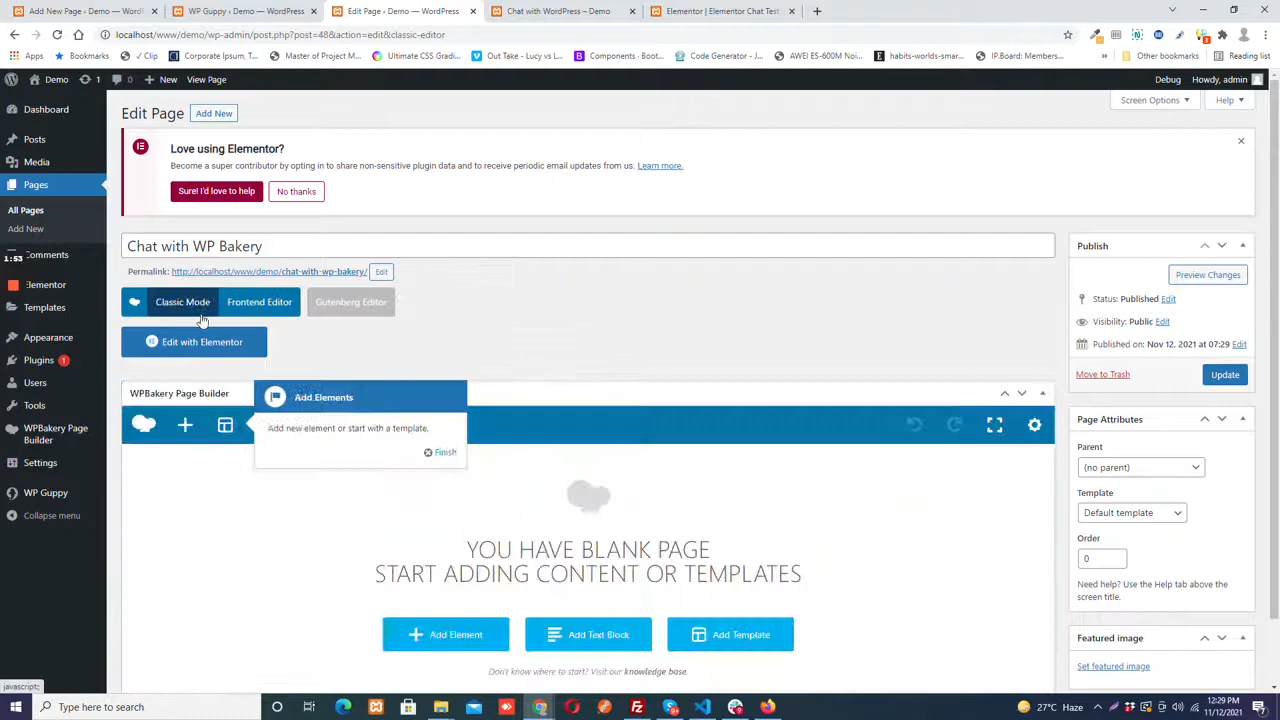 Add New Page ‹ Demo — WordP
WP Guppy ‹ Demo — WordPress
Edit Page ‹ Demo — WordPress
Chat with WordPress – Demo
Elementor | Elementor Chat Test
localhost/www/demo/wp-admin/post.php?post=48&action=edit&classic-editor
Apps
Bookmarks
Clip
Corporate Ipsum, T...
Master of Project M...
Ultimate CSS Gradi...
Out Take - Lucy vs L...
Components · Boot...
Code Generator - J...
AWEI ES-600M Noise...
habits-worlds-smar...
IP.Board: Members...
Other bookmarks
Reading list
Demo
1
0
New
View Page
Debug
Howdy, admin
Dashboard
Posts
Media
Pages
All Pages
Add New
Comments
1:53
Elementor
Templates
Appearance
Plugins 1
Users
Tools
WPBakery Page
Builder
Settings
WP Guppy
Collapse menu
Edit Page
Add New
Screen Options
Help
Love using Elementor?
Become a super contributor by opting in to share non-sensitive plugin data and to receive periodic email updates from us. Learn more.
Sure! I'd love to help
No thanks
Chat with WP Bakery
Permalink: http://localhost/www/demo/chat-with-wp-bakery/
Edit
Classic Mode
Frontend Editor
Gutenberg Editor
Edit with Elementor
WPBakery Page Builder
Add Elements
Add new element or start with a template.
Finish
YOU HAVE BLANK PAGE
START ADDING CONTENT OR TEMPLATES
Add Element
Add Text Block
Add Template
Don't know where to start? Visit our knowledge base.
Publish
Preview Changes
Status: Published Edit
Visibility: Public Edit
Published on: Nov 12, 2021 at 07:29 Edit
Move to Trash
Update
Page Attributes
Parent
(no parent)
Template
Default template
Order
0
Need help? Use the Help tab above the
screen title.
Featured image
Set featured image
javascript:;
Type here to search
27°C Haze
12:29 PM
11/12/2021